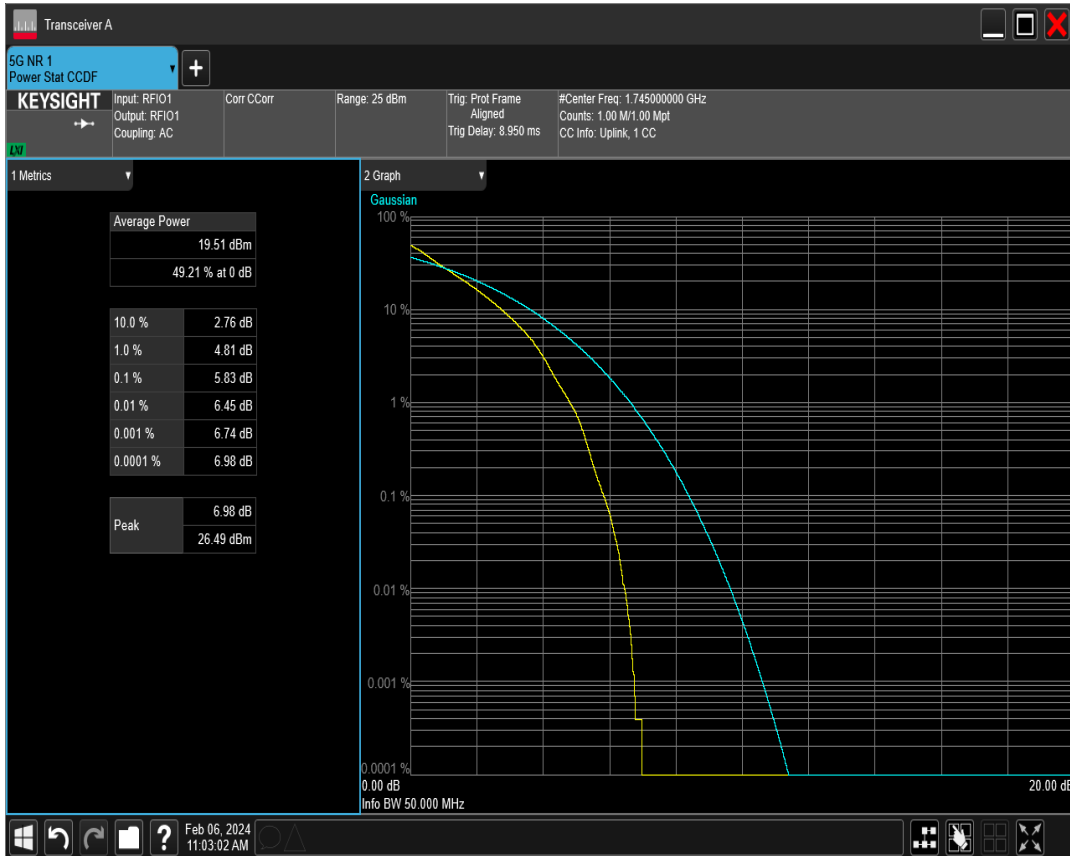 Transceiver A
5G NR 1
Power Stat CCDF
+
KEYSIGHT
LXI
Input: RFIO1
Output: RFIO1
Coupling: AC
Corr CCorr
Range: 25 dBm
Trig: Prot Frame
Aligned
Trig Delay: 8.950 ms
#Center Freq: 1.745000000 GHz
Counts: 1.00 M/1.00 Mpt
CC Info: Uplink, 1 CC
1 Metrics
Average Power
19.51 dBm
49.21 % at 0 dB
10.0 % 2.76 dB
1.0 % 4.81 dB
0.1 % 5.83 dB
0.01 % 6.45 dB
0.001 % 6.74 dB
0.0001 % 6.98 dB
Peak
6.98 dB
26.49 dBm
2 Graph
Gaussian
100 %
10 %
1 %
0.1 %
0.01 %
0.001 %
0.0001 %
0.00 dB 20.00 dB
Info BW 50.000 MHz
? Feb 06, 2024
11:03:02 AM